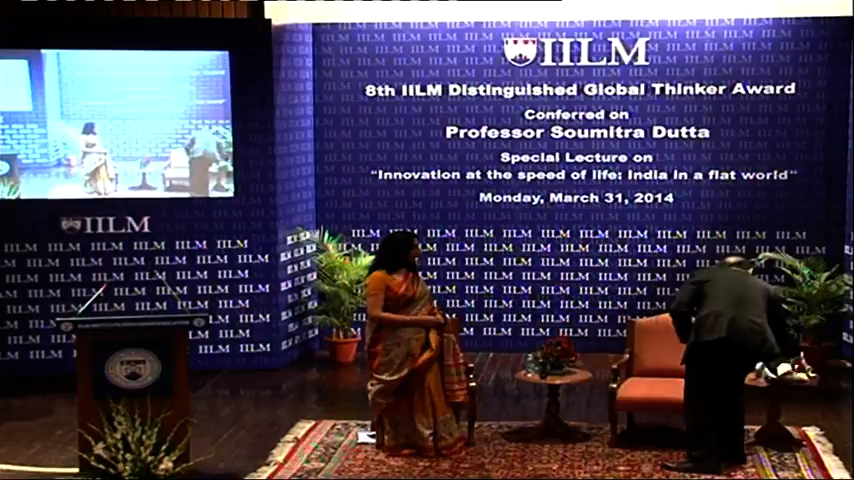 IILM
8th IILM Distinguished Global Thinker Award
Conferred on
Professor Soumitra Dutta
Special Lecture on
"Innovation at the speed of life: India in a flat world"
Monday, March 31, 2014
IILM